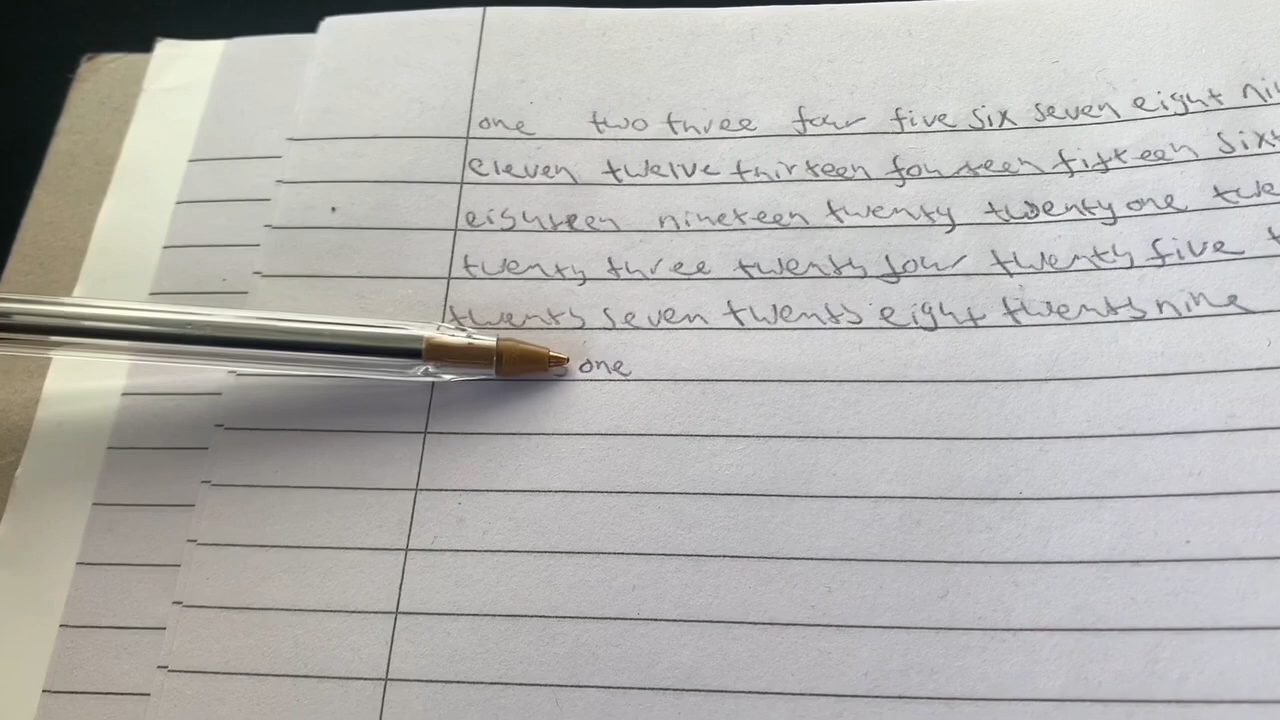 one two three four five six seven eight
eleven twelve thirteen fourteen fifteen
eighteen nineteen twenty twenty one
twenty three twenty four twenty five
twenty seven twenty eight twenty nine
one